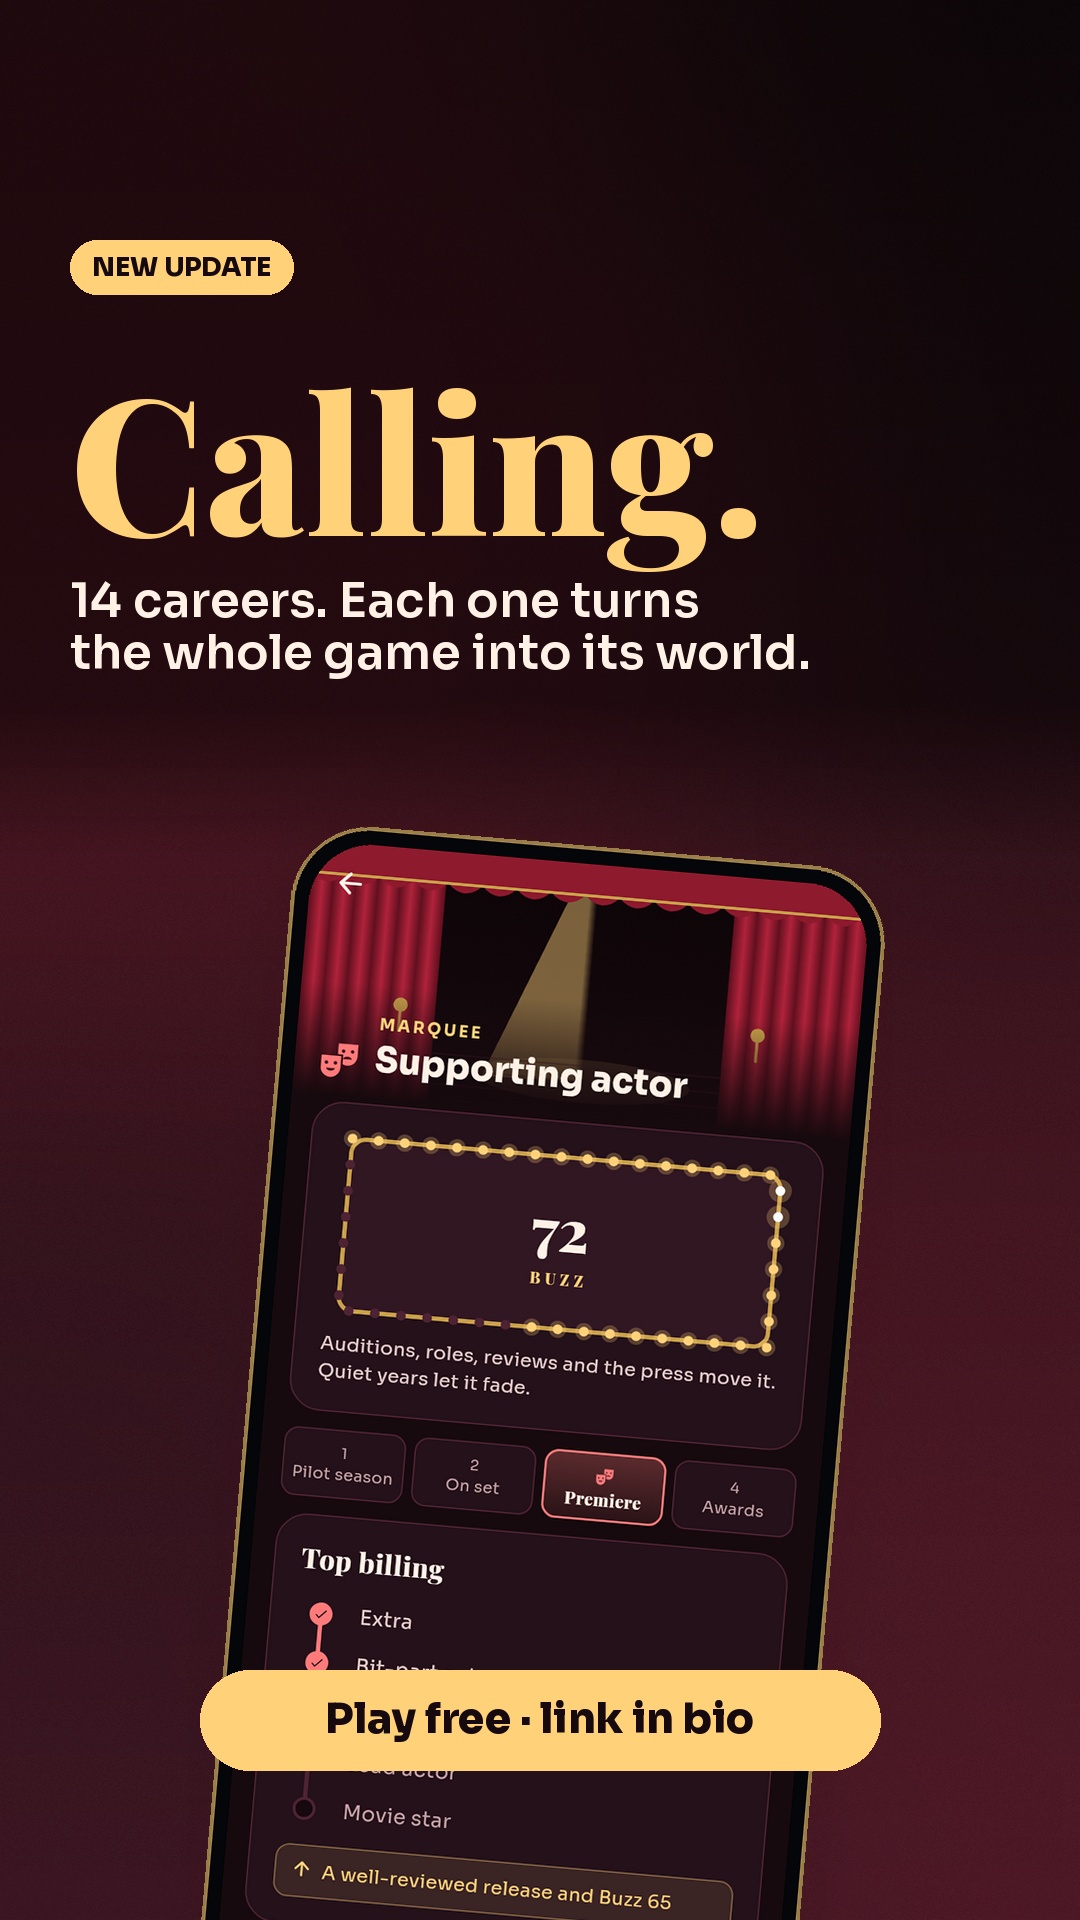 NEW UPDATE
Calling.
14 careers. Each one turns
the whole game into its world.
MARQUEE
Supporting actor
72
BUZZ
Auditions, roles, reviews and the press move it.
Quiet years let it fade.
1
Pilot season
2
On set
Premiere
4
Awards
Top billing
Extra
Play free · link in bio
actor
Movie star
↑ A well-reviewed release and Buzz 65